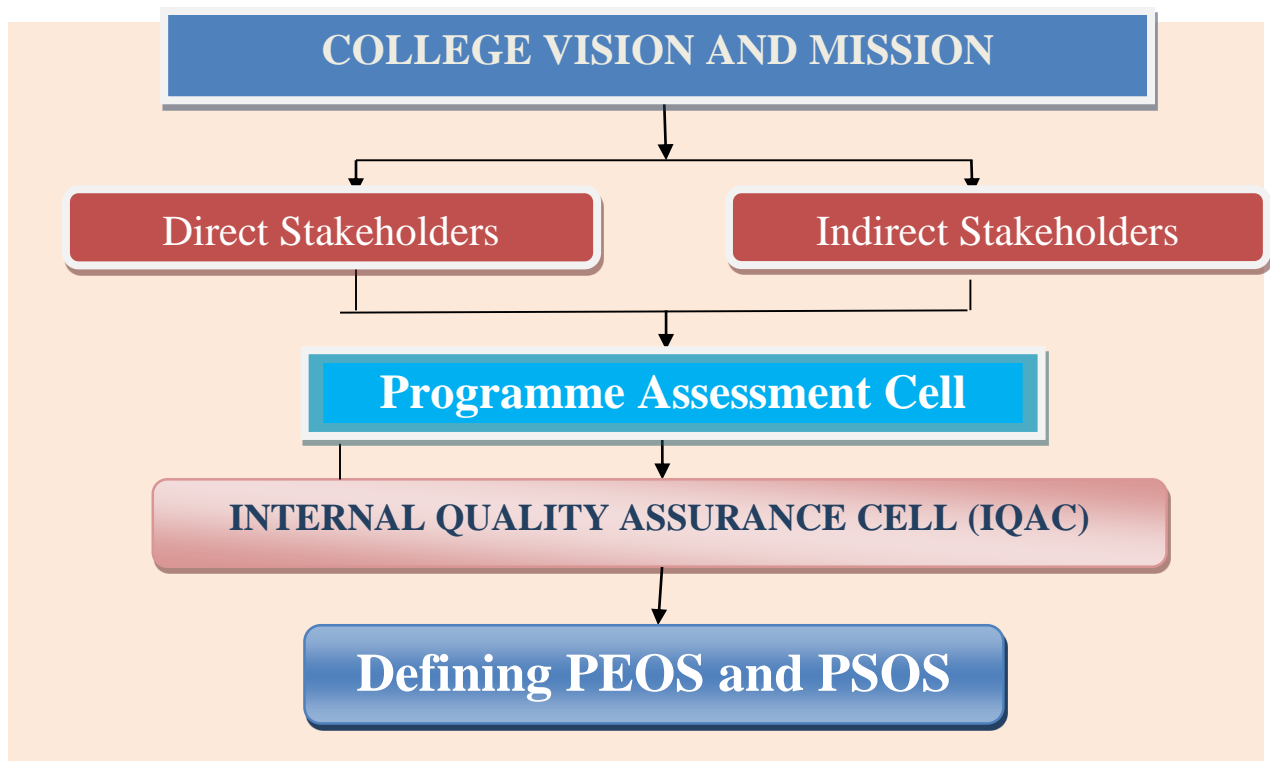 COLLEGE VISION AND MISSION
Direct Stakeholders
Indirect Stakeholders
Programme Assessment Cell
INTERNAL QUALITY ASSURANCE CELL (IQAC)
Defining PEOS and PSOS